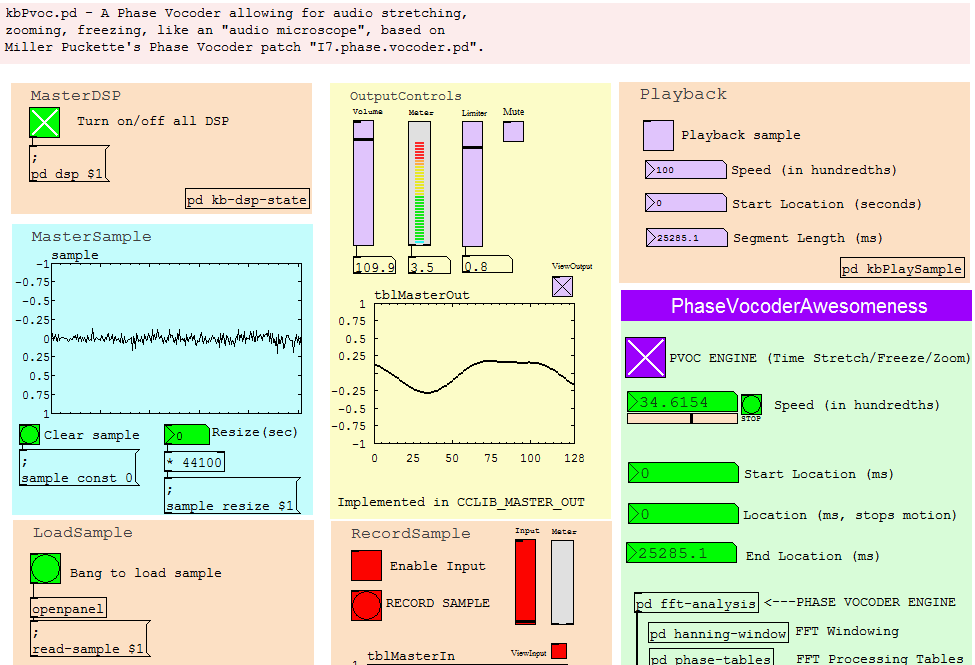 kbPvoc.pd - A Phase Vocoder allowing for audio stretching,
zooming, freezing, like an "audio microscope", based on
Miller Puckette's Phase Vocoder patch "I7.phase.vocoder.pd".
MasterDSP
Turn on/off all DSP
;
pd dsp $1
pd kb-dsp-state
MasterSample
sample
-1
-0.75
-0.5
-0.25
0
0.25
0.5
0.75
1
Clear sample
;
sample const 0
0
Resize(sec)
* 44100
;
sample resize $1
LoadSample
Bang to load sample
openpanel
;
read-sample $1
OutputControls
Volume
Meter
Limiter
Mute
109.9
3.5
0.8
ViewOutput
tblMasterOut
1
0.75
0.5
0.25
-0.25
-0.5
-0.75
-1
0
25
50
75
100
128
Implemented in CCLIB_MASTER_OUT
RecordSample
Input
Meter
Enable Input
RECORD SAMPLE
ViewInput
tblMasterIn
1
Playback
Playback sample
100
Speed (in hundredths)
0
Start Location (seconds)
25285.1
Segment Length (ms)
pd kbPlaySample
PhaseVocoderAwesomeness
PVOC ENGINE (Time Stretch/Freeze/Zoom)
34.6154
STOP
Speed (in hundredths)
0
Start Location (ms)
0
Location (ms, stops motion)
25285.1
End Location (ms)
pd fft-analysis
<---PHASE VOCODER ENGINE
pd hanning-window
FFT Windowing
pd phase-tables
FFT Processing Tables